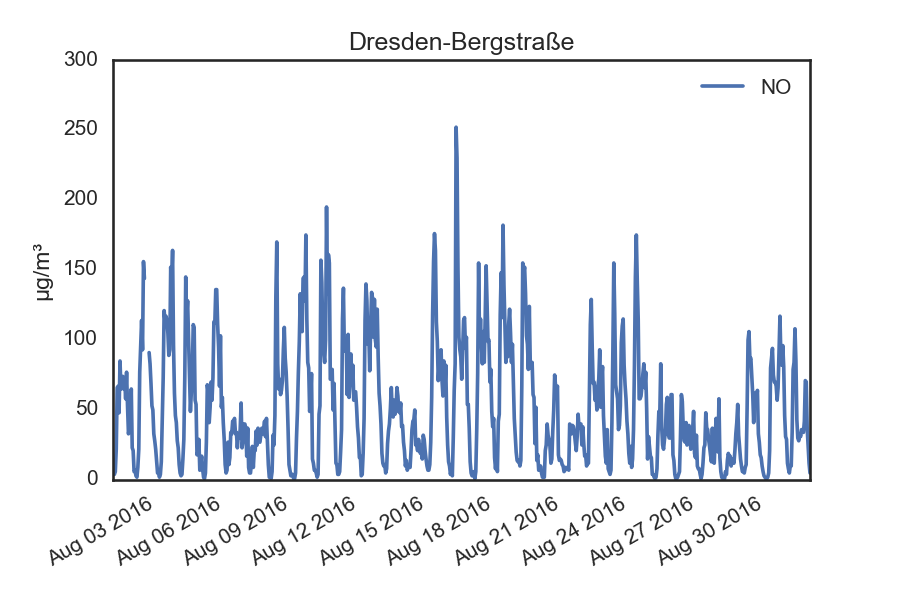 Dresden-Bergstraße
300
250
200
150
100
50
0
µg/m³
NO
Aug 03 2016
Aug 06 2016
Aug 09 2016
Aug 12 2016
Aug 15 2016
Aug 18 2016
Aug 21 2016
Aug 24 2016
Aug 27 2016
Aug 30 2016